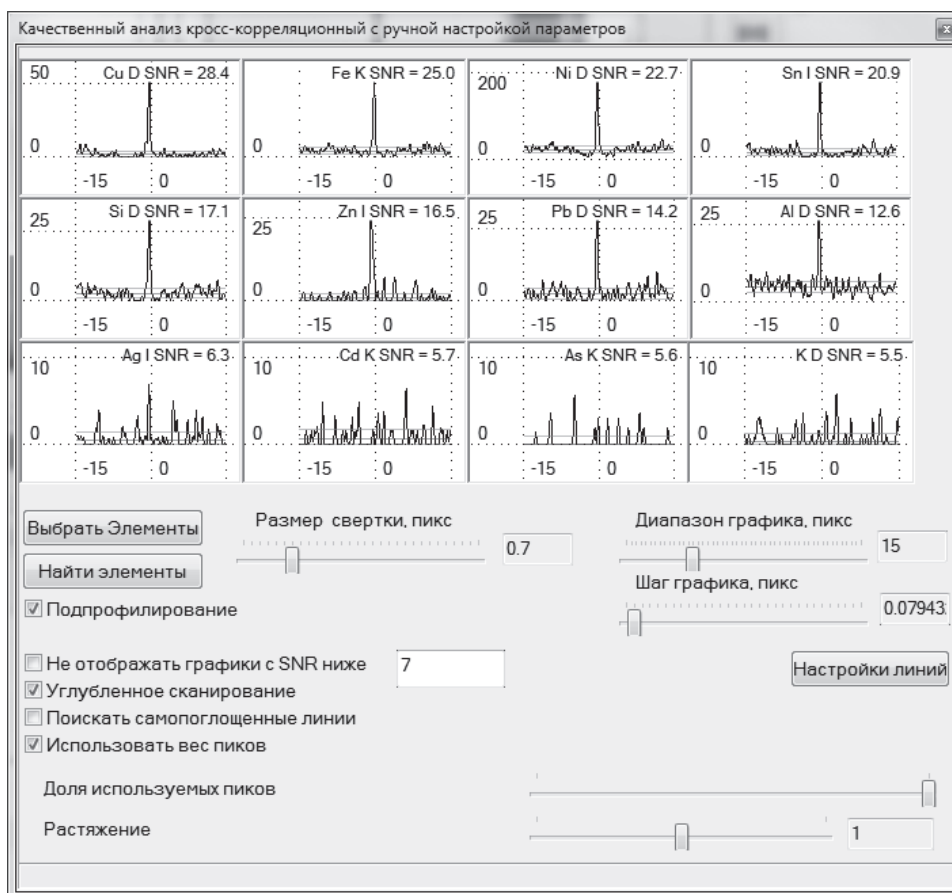 Качественный анализ кросс-корреляционный с ручной настройкой параметров
50 Cu D SNR = 28.4
0
-15 0
Fe K SNR = 25.0
0
-15 0
Ni D SNR = 22.7
200
0
-15 0
Sn I SNR = 20.9
0
-15 0
Si D SNR = 17.1
25
0
-15 0
Zn I SNR = 16.5
25
0
-15 0
25 Pb D SNR = 14.2
0
-15 0
25 Al D SNR = 12.6
0
-15 0
Ag I SNR = 6.3
10
0
-15 0
Cd K SNR = 5.7
10
0
-15 0
As K SNR = 5.6
10
0
-15 0
K D SNR = 5.5
10
0
-15 0
Выбрать Элементы
Найти элементы
Размер свертки, пикс
0.7
Диапазон графика, пикс
15
Шаг графика, пикс
0.07943
Подпрофилирование
Не отображать графики с SNR ниже 7
Настройки линий
Углубленное сканирование
Поискать самопоглощенные линии
Использовать вес пиков
Доля используемых пиков
Растяжение 1